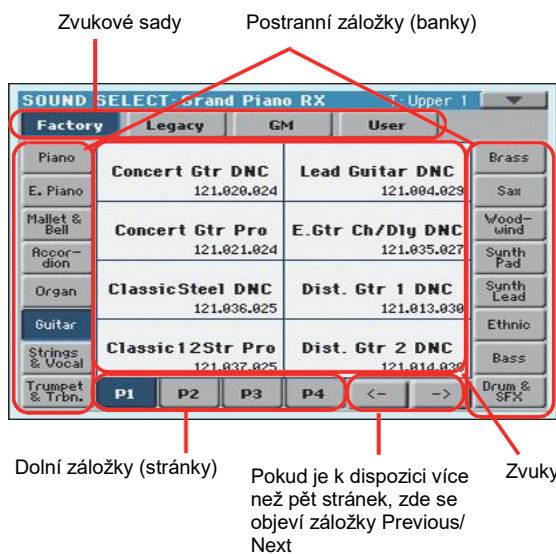 Zvukové sady
Postranní záložky (banky)
SOUND SELECT: Grand Piano RX
T: Upper 1
Factory
Legacy
GM
User
Piano
E. Piano
Mallet & Bell
Accor-dion
Organ
Guitar
Strings & Vocal
Trumpet & Trbn.
Concert Gtr DNC
121.020.024
Lead Guitar DNC
121.004.029
Concert Gtr Pro
121.021.024
E.Gtr Ch/Dly DNC
121.035.027
ClassicSteel DNC
121.036.025
Dist. Gtr 1 DNC
121.013.030
Classic12Str Pro
121.037.025
Dist. Gtr 2 DNC
121.014.030
Brass
Sax
Wood-wind
Synth Pad
Synth Lead
Ethnic
Bass
Drum & SFX
P1
P2
P3
P4
<-
->
Dolní záložky (stránky)
Pokud je k dispozici více
než pět stránek, zde se
objeví záložky Previous/
Next
Zvuky